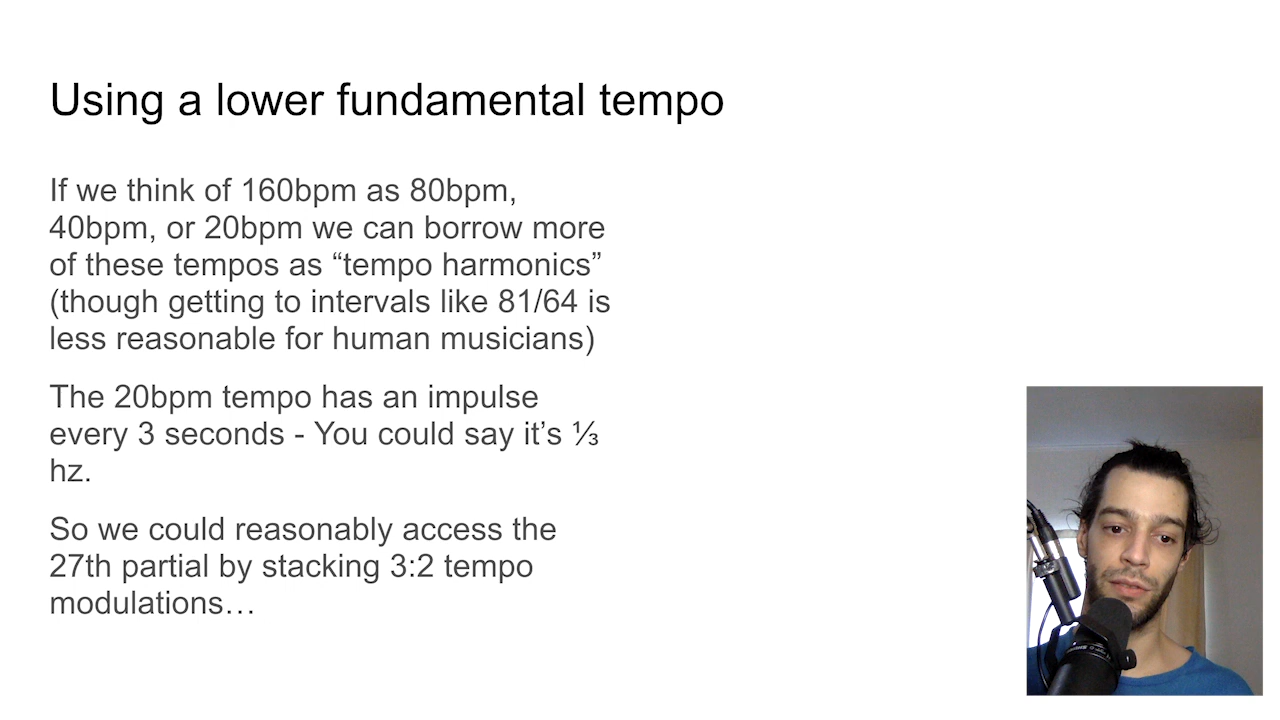 Using a lower fundamental tempo
If we think of 160bpm as 80bpm,
40bpm, or 20bpm we can borrow more
of these tempos as “tempo harmonics”
(though getting to intervals like 81/64 is
less reasonable for human musicians)
The 20bpm tempo has an impulse
every 3 seconds - You could say it’s ⅓
hz.
So we could reasonably access the
27th partial by stacking 3:2 tempo
modulations…